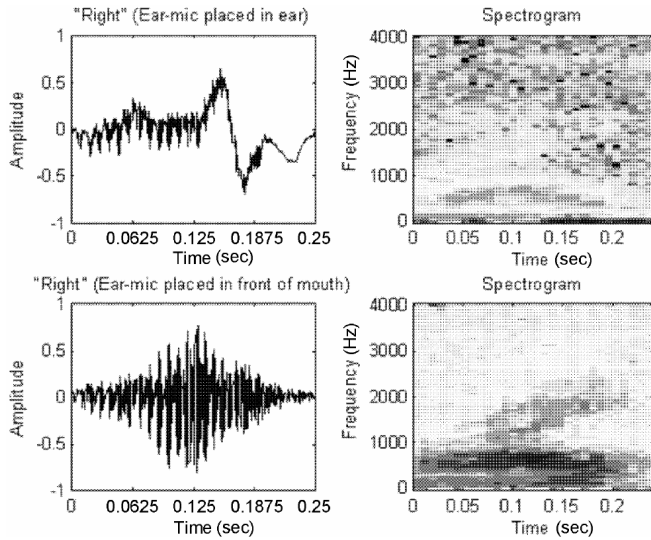 "Right" (Ear-mic placed in ear)
Amplitude
1
0.5
0
-0.5
-1
0 0.0625 0.125 0.1875 0.25
Time (sec)
Spectrogram
Frequency (Hz)
4000
3000
2000
1000
0
0.05 0.1 0.15 0.2
Time (sec)
"Right" (Ear-mic placed in front of mouth)
Amplitude
1
0.5
0
-0.5
-1
0 0.0625 0.125 0.1875 0.25
Time (sec)
Spectrogram
Frequency (Hz)
4000
3000
2000
1000
0
0 0.05 0.1 0.15 0.2
Time (sec)